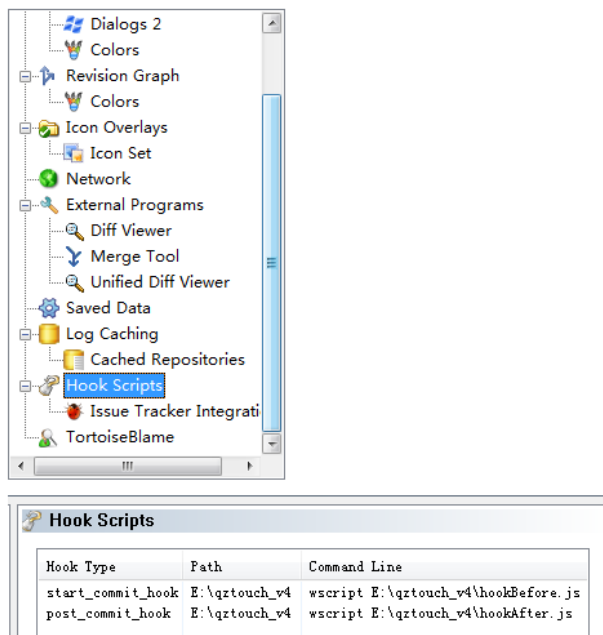 Dialogs 2
Colors
Revision Graph
Colors
Icon Overlays
Icon Set
Network
External Programs
Diff Viewer
Merge Tool
Unified Diff Viewer
Saved Data
Log Caching
Cached Repositories
Hook Scripts
Issue Tracker Integrati
TortoiseBlame
Hook Scripts
Hook Type Path Command Line
start_commit_hook E:\qztouch_v4 wscript E:\qztouch_v4\hookBefore.js
post_commit_hook E:\qztouch_v4 wscript E:\qztouch_v4\hookAfter.js